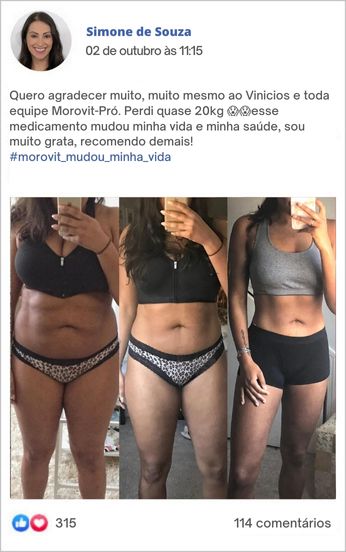 Simone de Souza
02 de outubro às 11:15
Quero agradecer muito, muito mesmo ao Vinicios e toda
equipe Morovit-Pró. Perdi quase 20kg 😱😱esse
medicamento mudou minha vida e minha saúde, sou
muito grata, recomendo demais!
#morovit_mudou_minha_vida
315
114 comentários